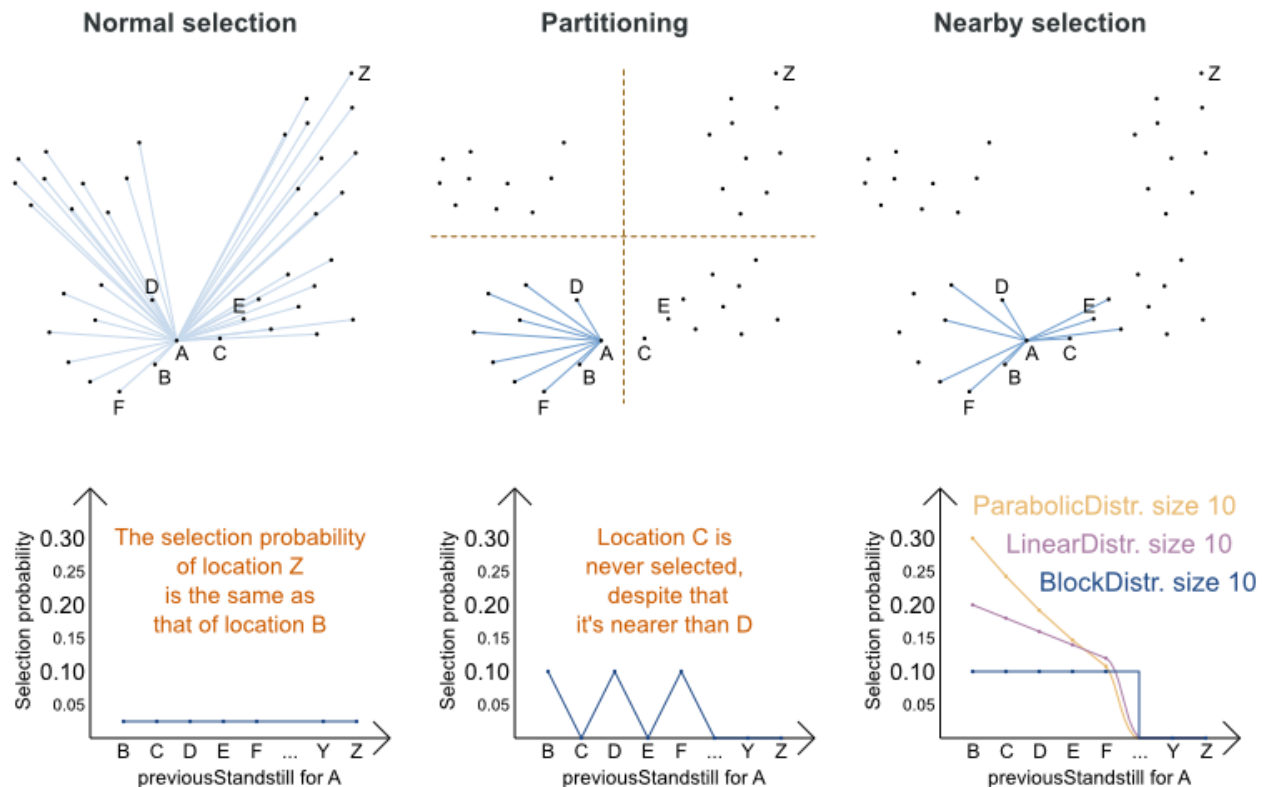 Normal selection
Partitioning
Nearby selection
Z
D
E
A
C
B
F
Z
D
E
A
C
B
F
Z
D
E
A
C
B
F
Selection probability
0.30
0.25
0.20
0.15
0.10
0.05
The selection probability
of location Z
is the same as
that of location B
B C D E F ... Y Z
previousStandstill for A
Selection probability
0.30
0.25
0.20
0.15
0.10
0.05
Location C is
never selected,
despite that
it's nearer than D
B C D E F ... Y Z
previousStandstill for A
Selection probability
0.30
0.25
0.20
0.15
0.10
0.05
ParabolicDistr. size 10
LinearDistr. size 10
BlockDistr. size 10
B C D E F ... Y Z
previousStandstill for A